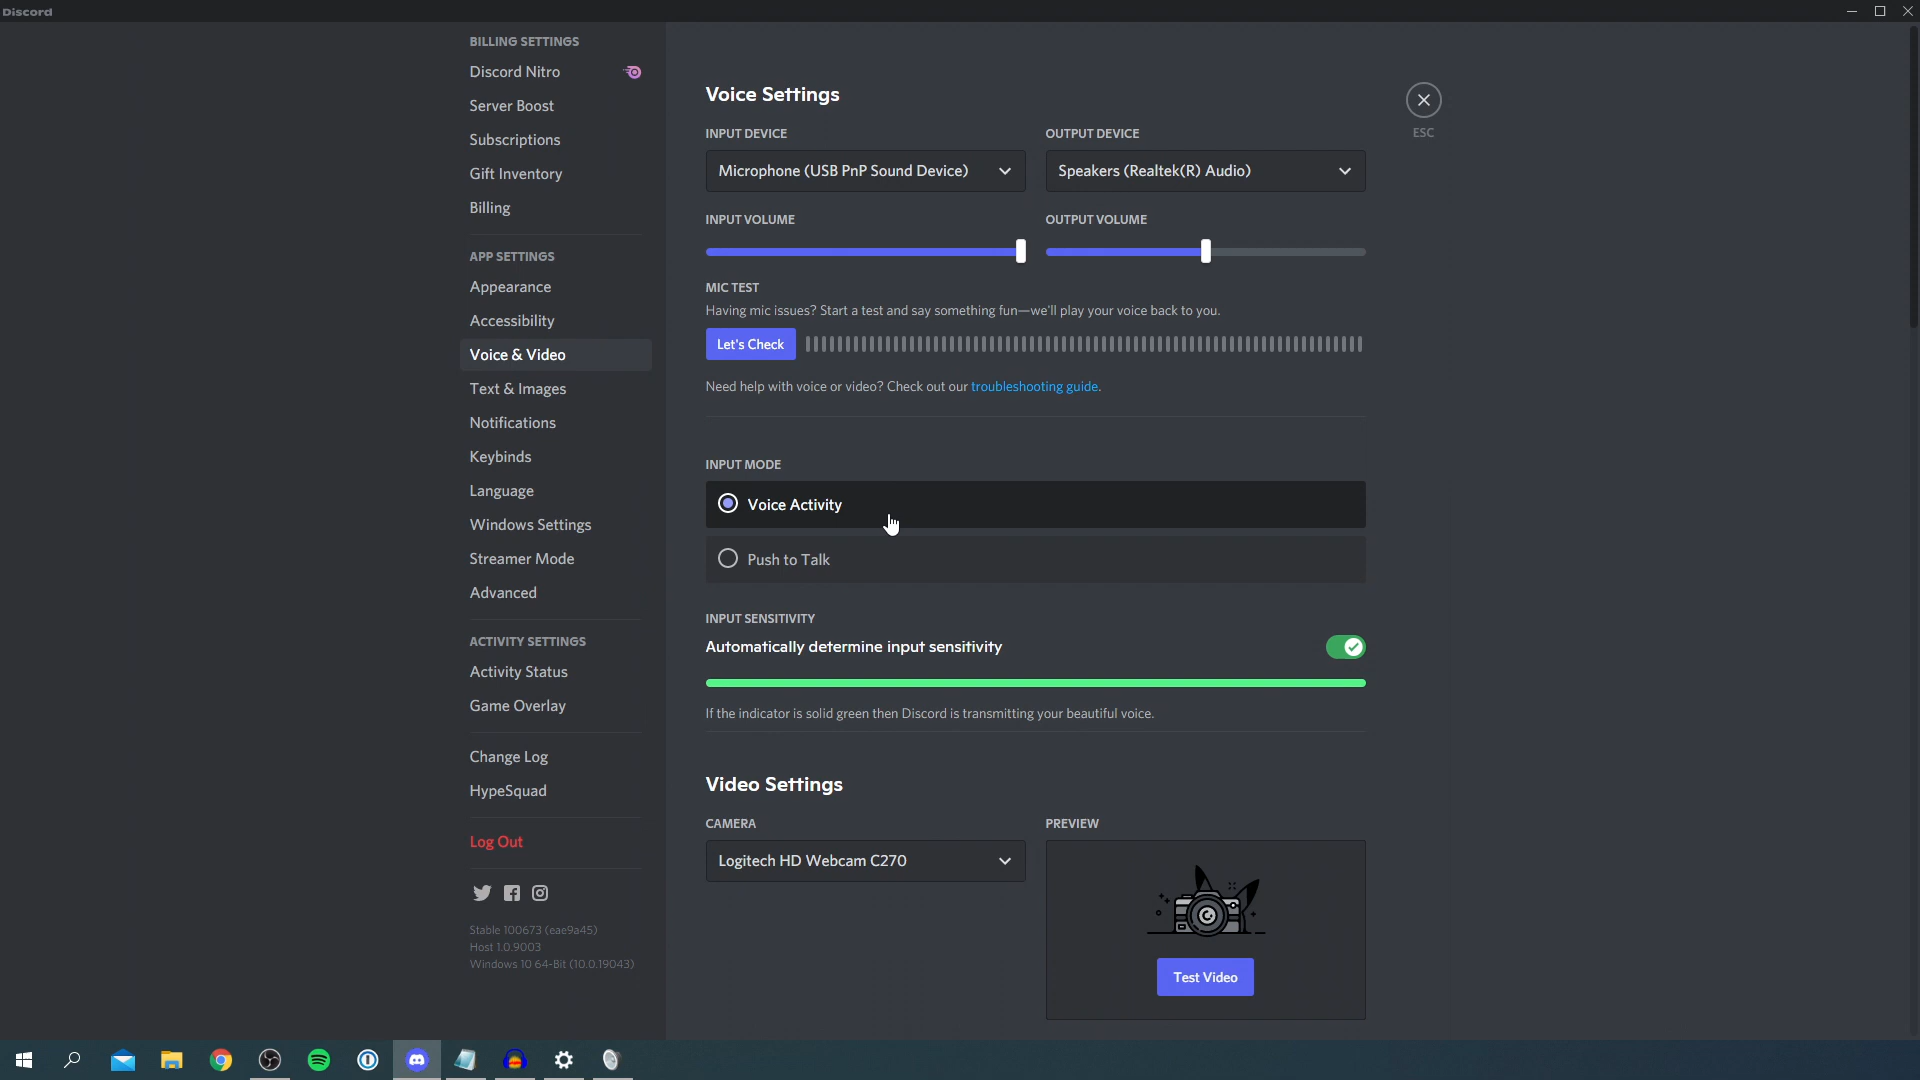 Discord
BILLING SETTINGS
Discord Nitro
Server Boost
Subscriptions
Gift Inventory
Billing
APP SETTINGS
Appearance
Accessibility
Voice & Video
Text & Images
Notifications
Keybinds
Language
Windows Settings
Streamer Mode
Advanced
ACTIVITY SETTINGS
Activity Status
Game Overlay
Change Log
HypeSquad
Log Out
Stable 100673 (eae9a45)
Host 1.0.9003
Windows 10 64-Bit (10.0.19043)
Voice Settings
ESC
INPUT DEVICE
Microphone (USB PnP Sound Device)
OUTPUT DEVICE
Speakers (Realtek(R) Audio)
INPUT VOLUME
OUTPUT VOLUME
MIC TEST
Having mic issues? Start a test and say something fun—we'll play your voice back to you.
Let's Check
Need help with voice or video? Check out our troubleshooting guide.
INPUT MODE
Voice Activity
Push to Talk
INPUT SENSITIVITY
Automatically determine input sensitivity
If the indicator is solid green then Discord is transmitting your beautiful voice.
Video Settings
CAMERA
Logitech HD Webcam C270
PREVIEW
Test Video